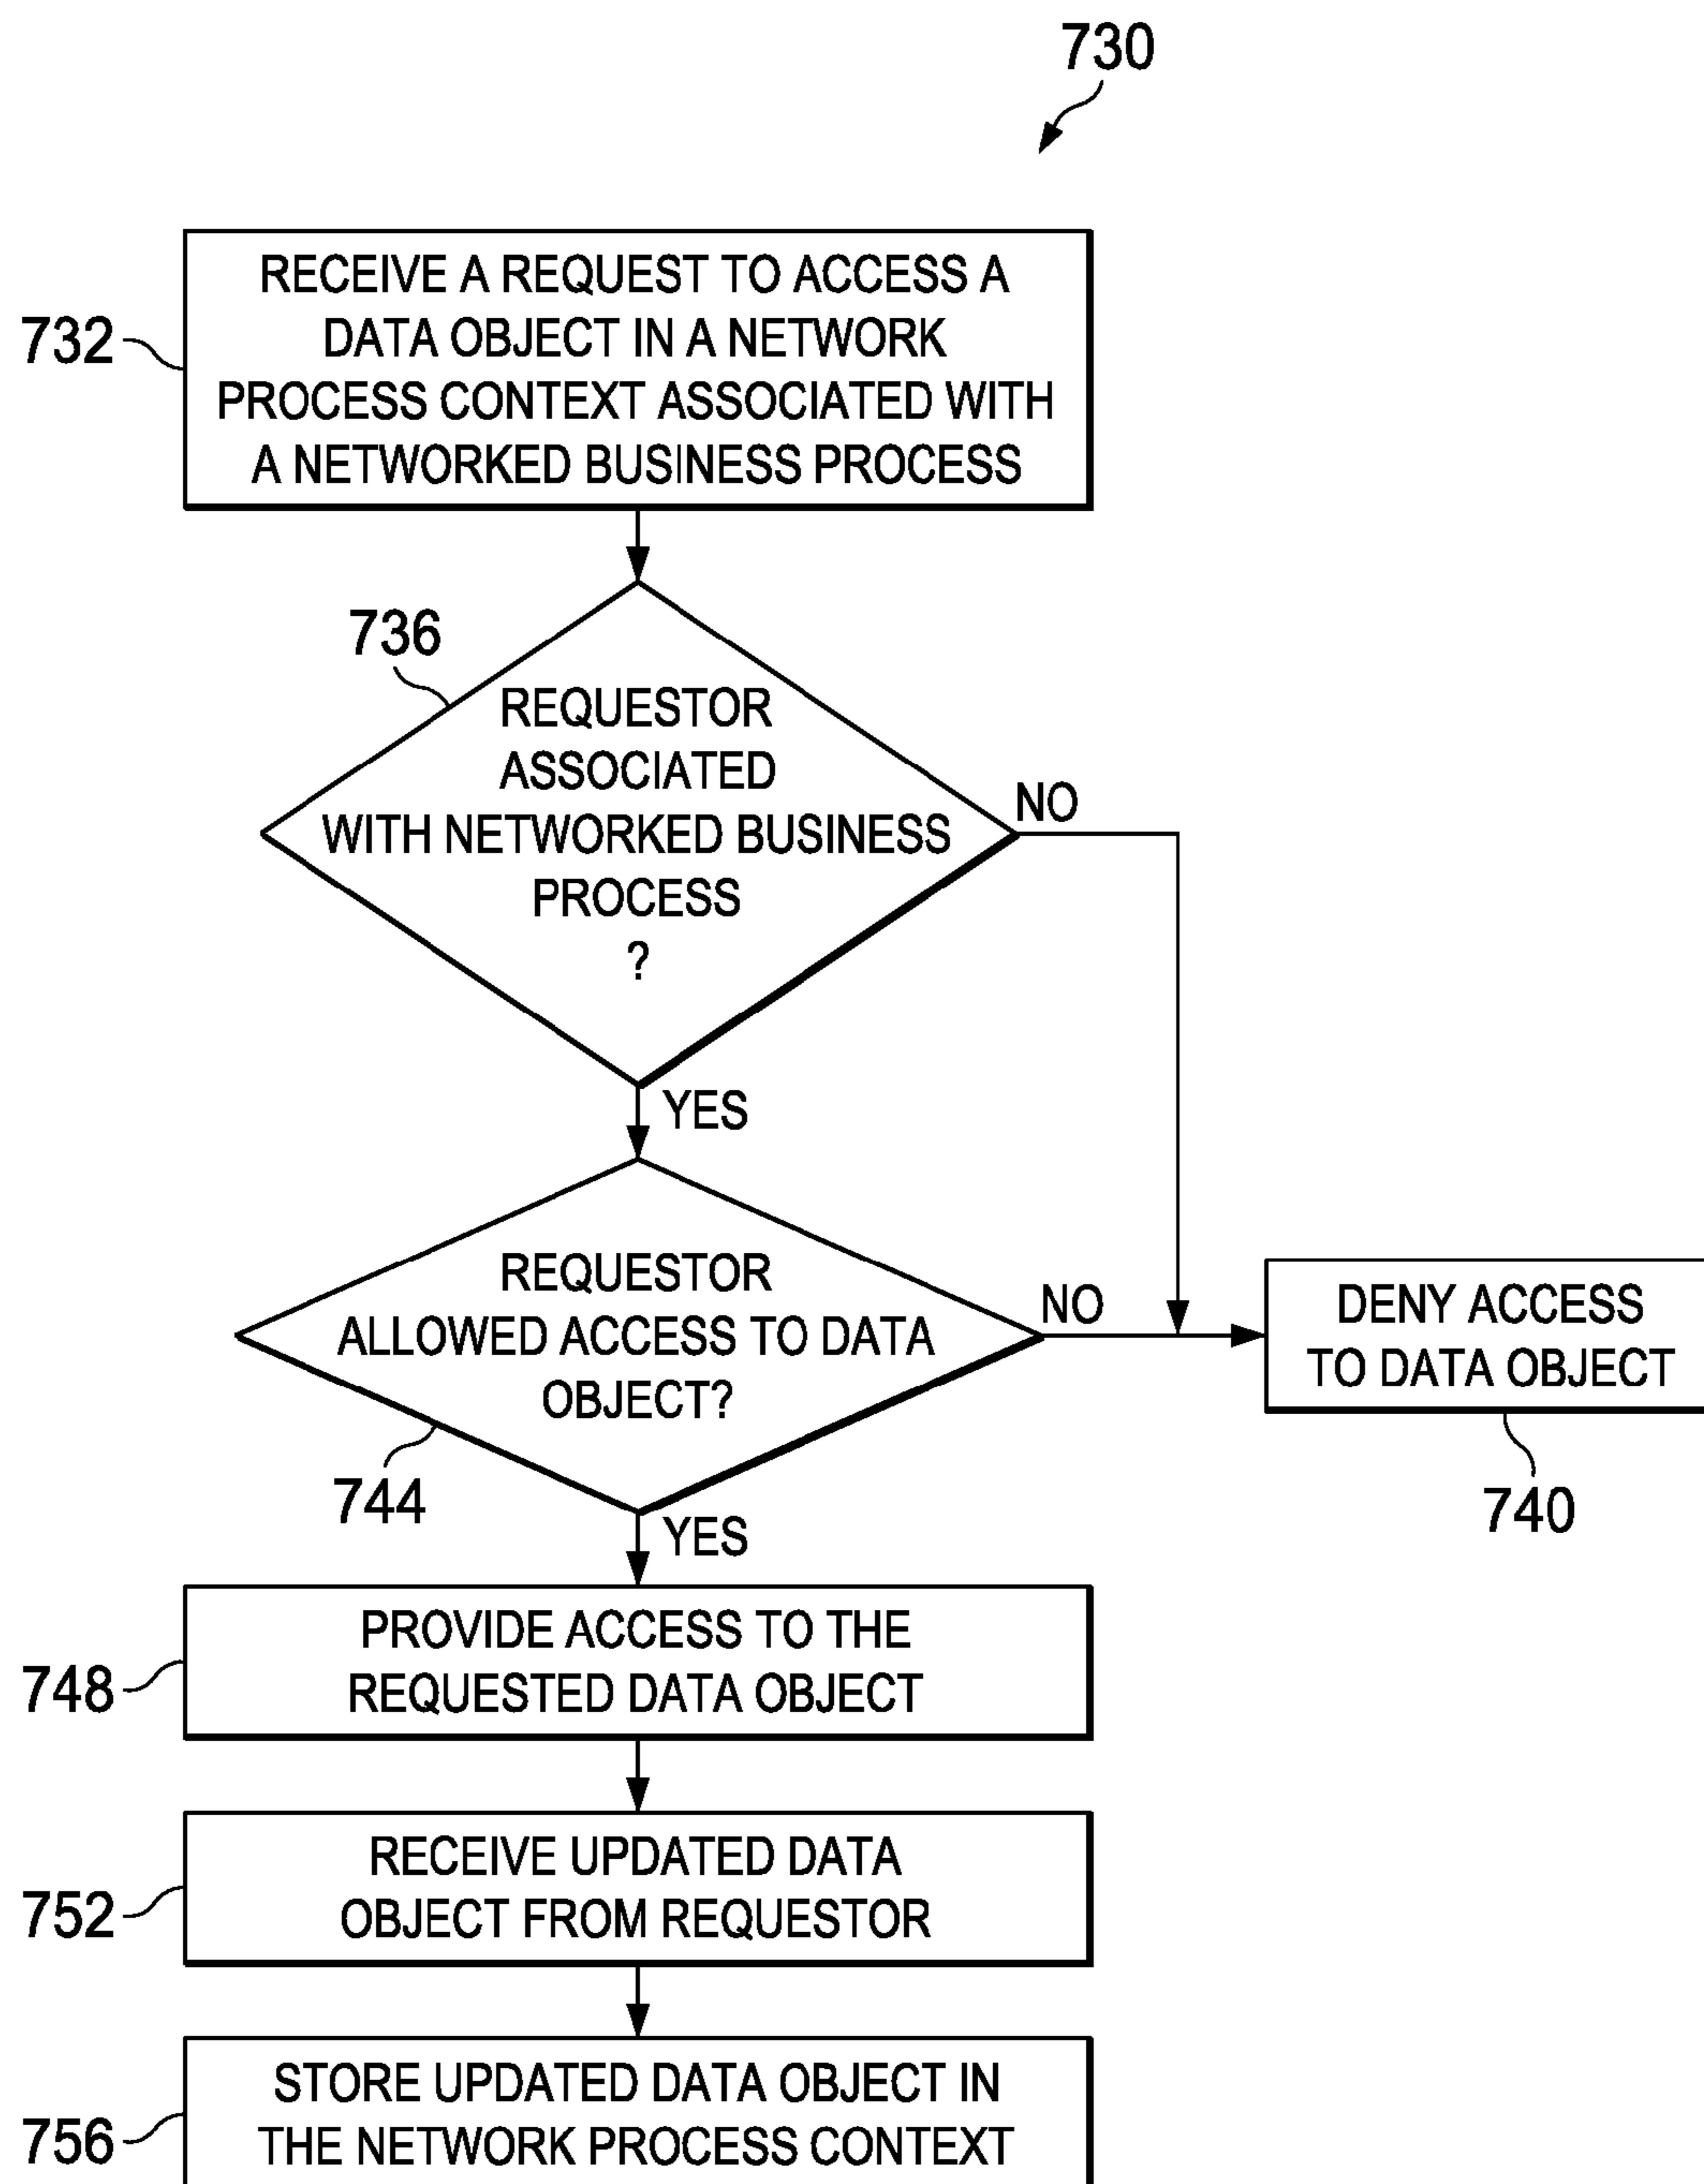 730
732
RECEIVE A REQUEST TO ACCESS A
DATA OBJECT IN A NETWORK
PROCESS CONTEXT ASSOCIATED WITH
A NETWORKED BUSINESS PROCESS
736
REQUESTOR
ASSOCIATED
WITH NETWORKED BUSINESS
PROCESS
?
NO
YES
REQUESTOR
ALLOWED ACCESS TO DATA
OBJECT?
744
NO
DENY ACCESS
TO DATA OBJECT
740
YES
748
PROVIDE ACCESS TO THE
REQUESTED DATA OBJECT
752
RECEIVE UPDATED DATA
OBJECT FROM REQUESTOR
756
STORE UPDATED DATA OBJECT IN
THE NETWORK PROCESS CONTEXT